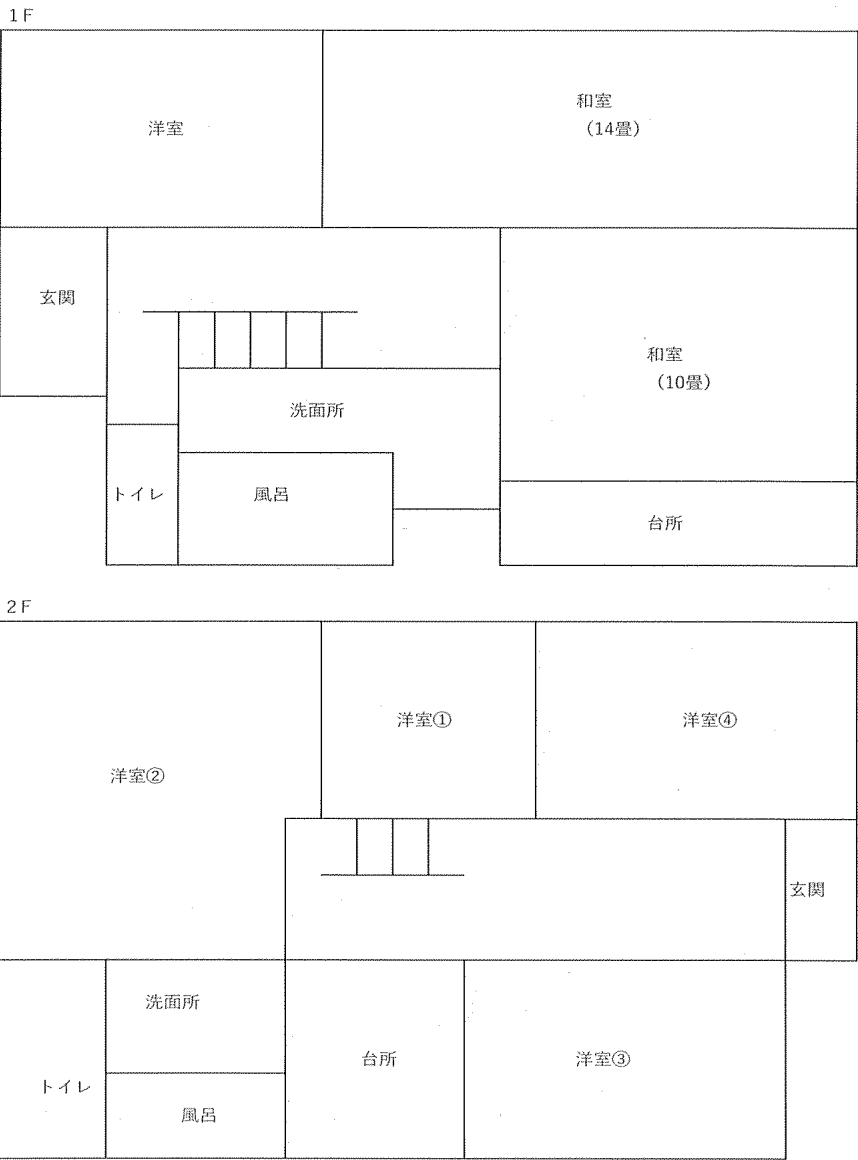 1F
洋室
和室
(14畳)
玄関
和室
(10畳)
洗面所
トイレ
風呂
台所
2F
洋室①
洋室④
洋室②
玄関
洗面所
台所
洋室③
トイレ
風呂